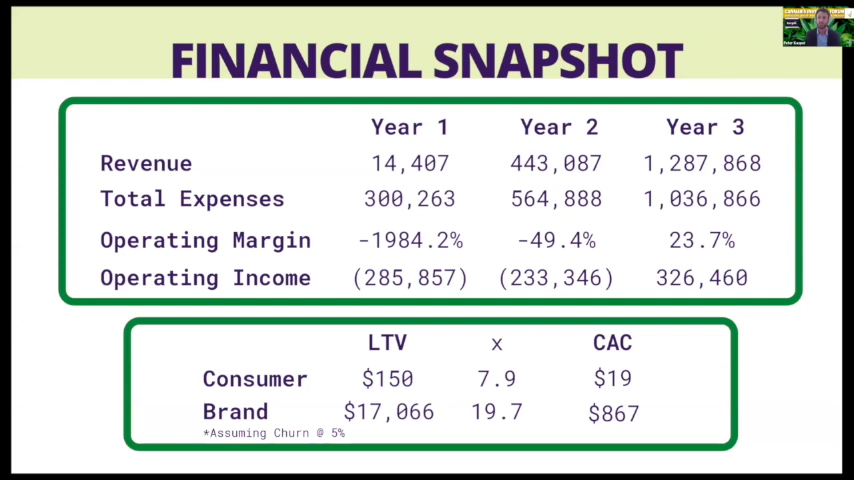 FINANCIAL SNAPSHOT
Year 1 Year 2 Year 3
Revenue 14,407 443,087 1,287,868
Total Expenses 300,263 564,888 1,036,866
Operating Margin -1984.2% -49.4% 23.7%
Operating Income (285,857) (233,346) 326,460
LTV x CAC
Consumer $150 7.9 $19
Brand $17,066 19.7 $867
*Assuming Churn @ 5%